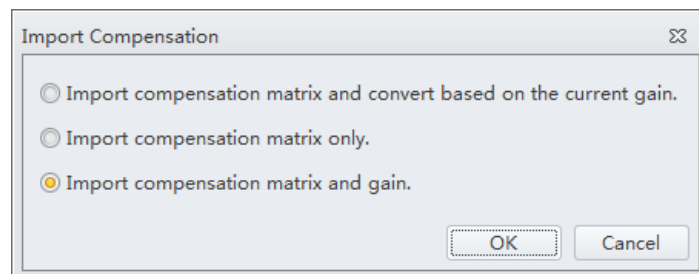 Import Compensation
Import compensation matrix and convert based on the current gain.
Import compensation matrix only.
Import compensation matrix and gain.
OK Cancel